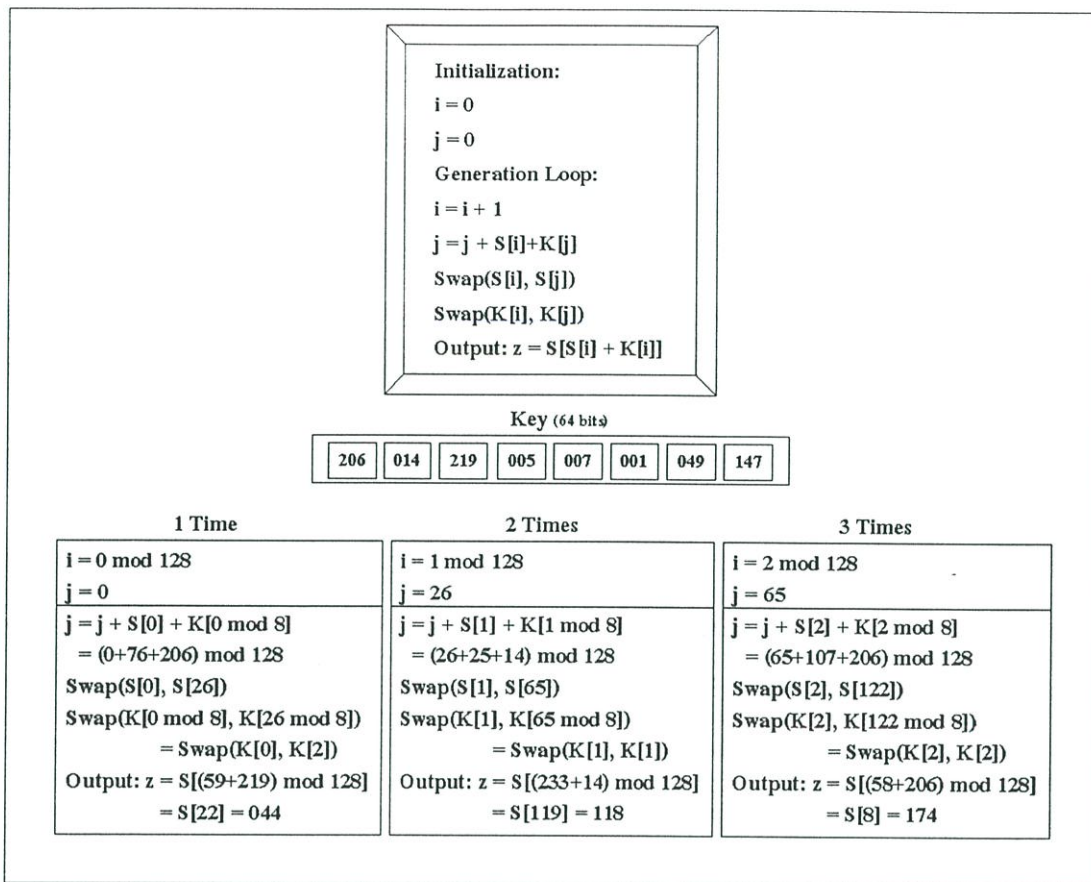 Initialization:
i = 0
j = 0
Generation Loop:
i = i + 1
j = j + S[i]+K[j]
Swap(S[i], S[j])
Swap(K[i], K[j])
Output: z = S[S[i] + K[i]]
Key (64 bits)
206 014 219 005 007 001 049 147
1 Time
i = 0 mod 128
j = 0
j = j + S[0] + K[0 mod 8]
= (0+76+206) mod 128
Swap(S[0], S[26])
Swap(K[0 mod 8], K[26 mod 8])
= Swap(K[0], K[2])
Output: z = S[(59+219) mod 128]
= S[22] = 044
2 Times
i = 1 mod 128
j = 26
j = j + S[1] + K[1 mod 8]
= (26+25+14) mod 128
Swap(S[1], S[65])
Swap(K[1], K[65 mod 8])
= Swap(K[1], K[1])
Output: z = S[(233+14) mod 128]
= S[119] = 118
3 Times
i = 2 mod 128
j = 65
j = j + S[2] + K[2 mod 8]
= (65+107+206) mod 128
Swap(S[2], S[122])
Swap(K[2], K[122 mod 8])
= Swap(K[2], K[2])
Output: z = S[(58+206) mod 128]
= S[8] = 174